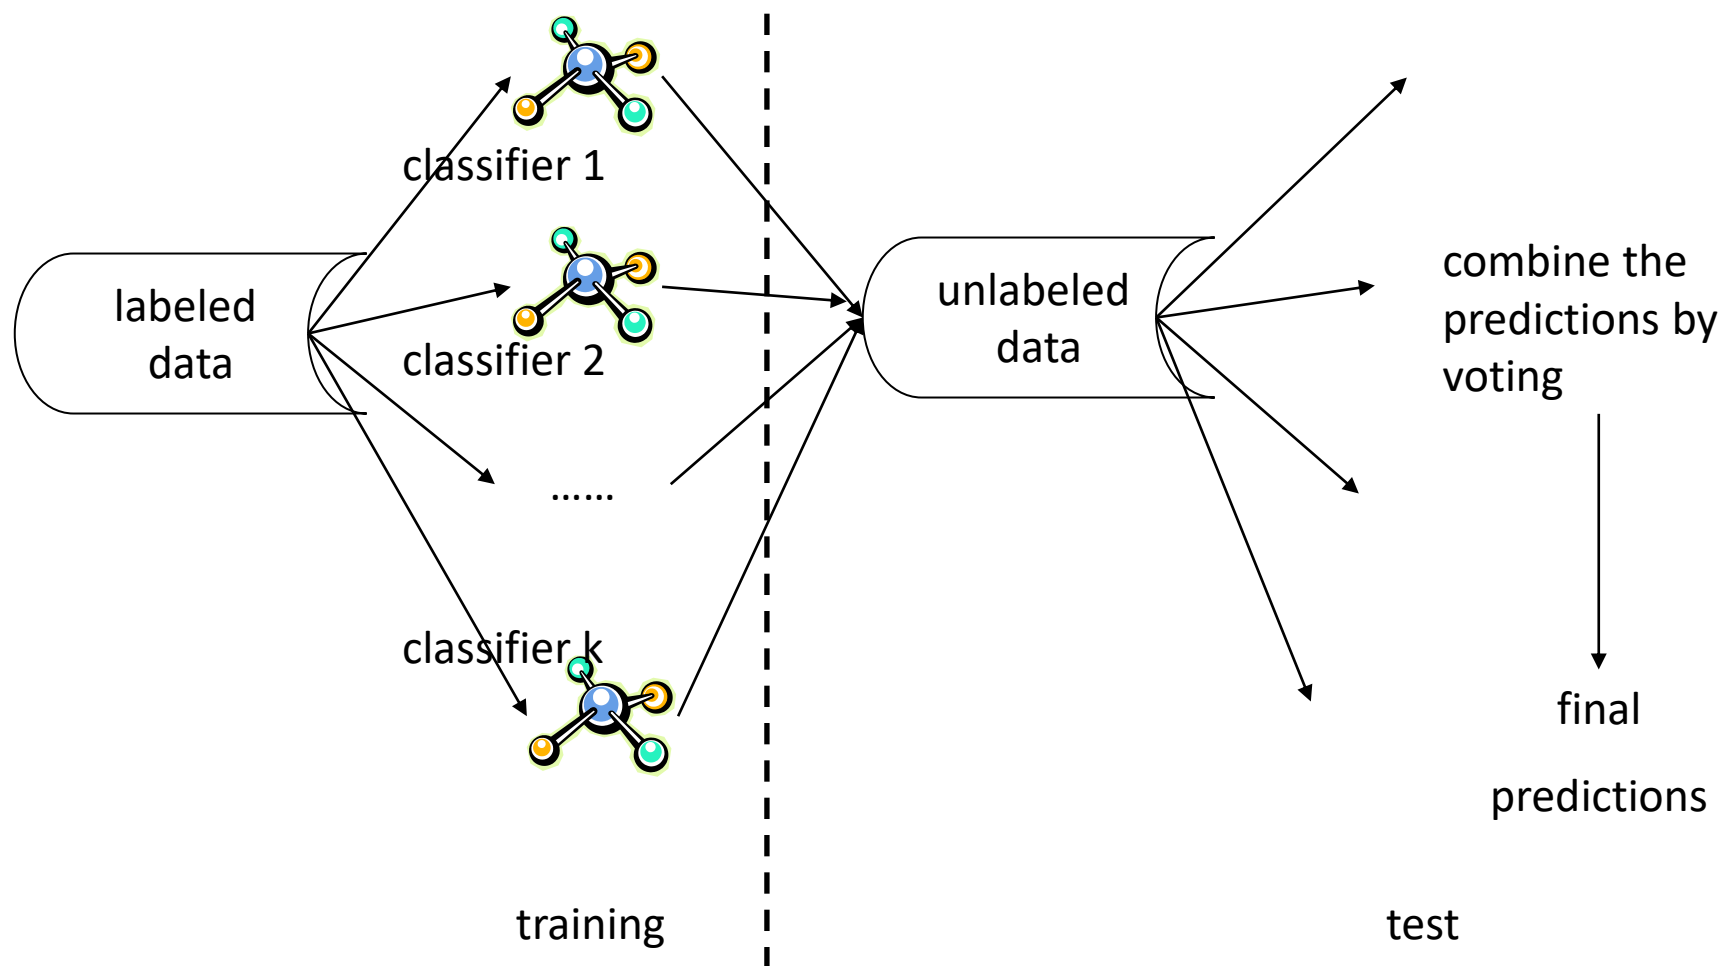 classifier 1
labeled
data
classifier 2
……
classifier k
unlabeled
data
combine the
predictions by
voting
final
predictions
training
test